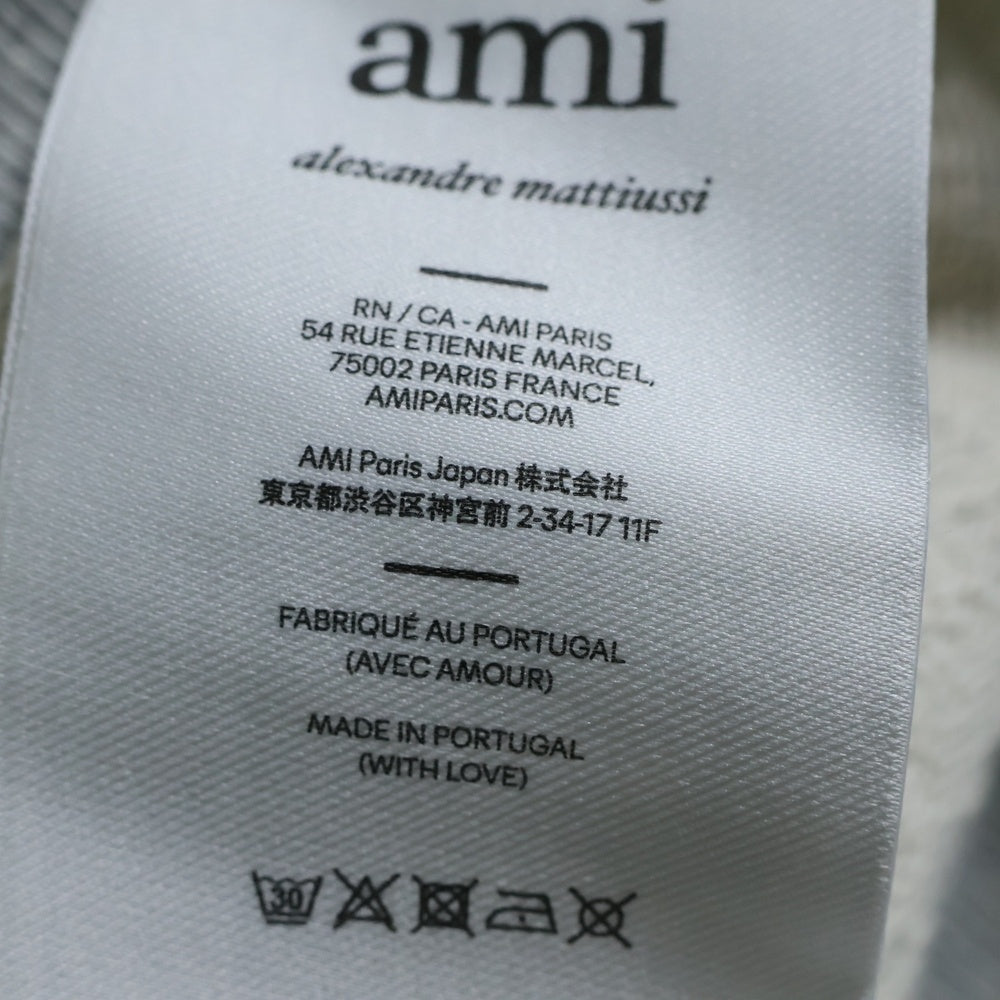 ami
alexandre mattiussi
RN / CA - AMI PARIS
54 RUE ETIENNE MARCEL,
75002 PARIS FRANCE
AMIPARIS.COM
AMI Paris Japan 株式会社
東京都渋谷区神宮前 2-34-17 11F
FABRIQUÉ AU PORTUGAL
(AVEC AMOUR)
MADE IN PORTUGAL
(WITH LOVE)
30